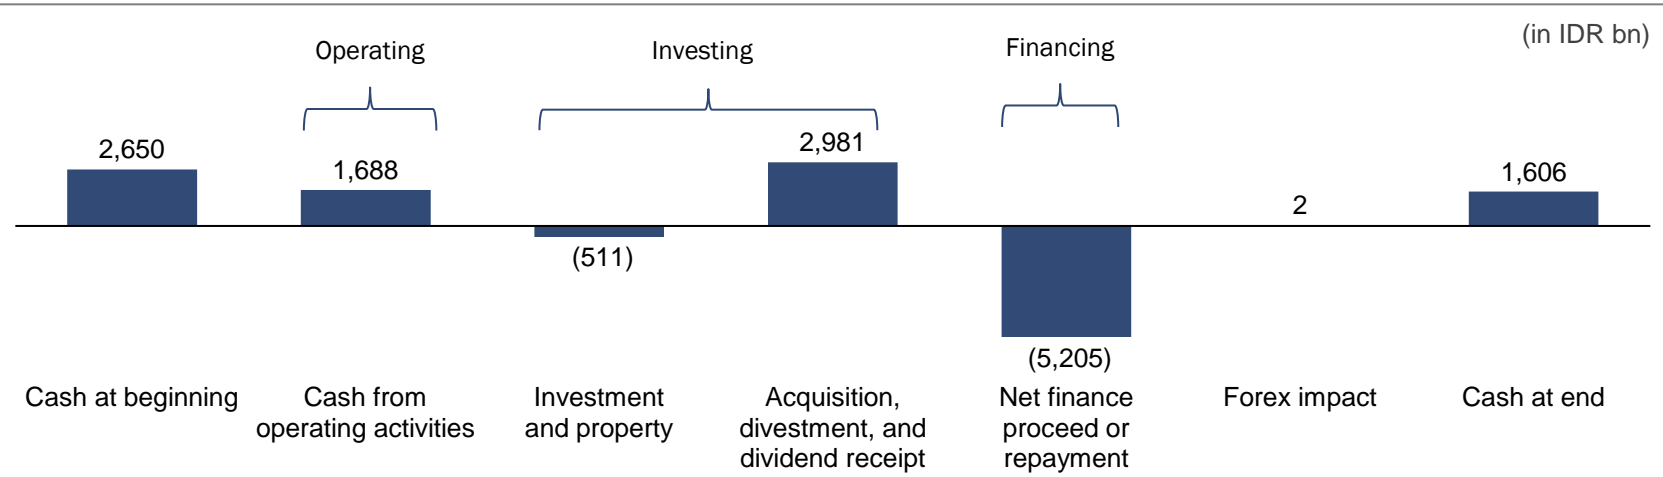 (in IDR bn)
Operating
Investing
Financing
2,650
1,688
(511)
2,981
(5,205)
2
1,606
Cash at beginning
Cash from
operating activities
Investment
and property
Acquisition,
divestment, and
dividend receipt
Net finance
proceed or
repayment
Forex impact
Cash at end